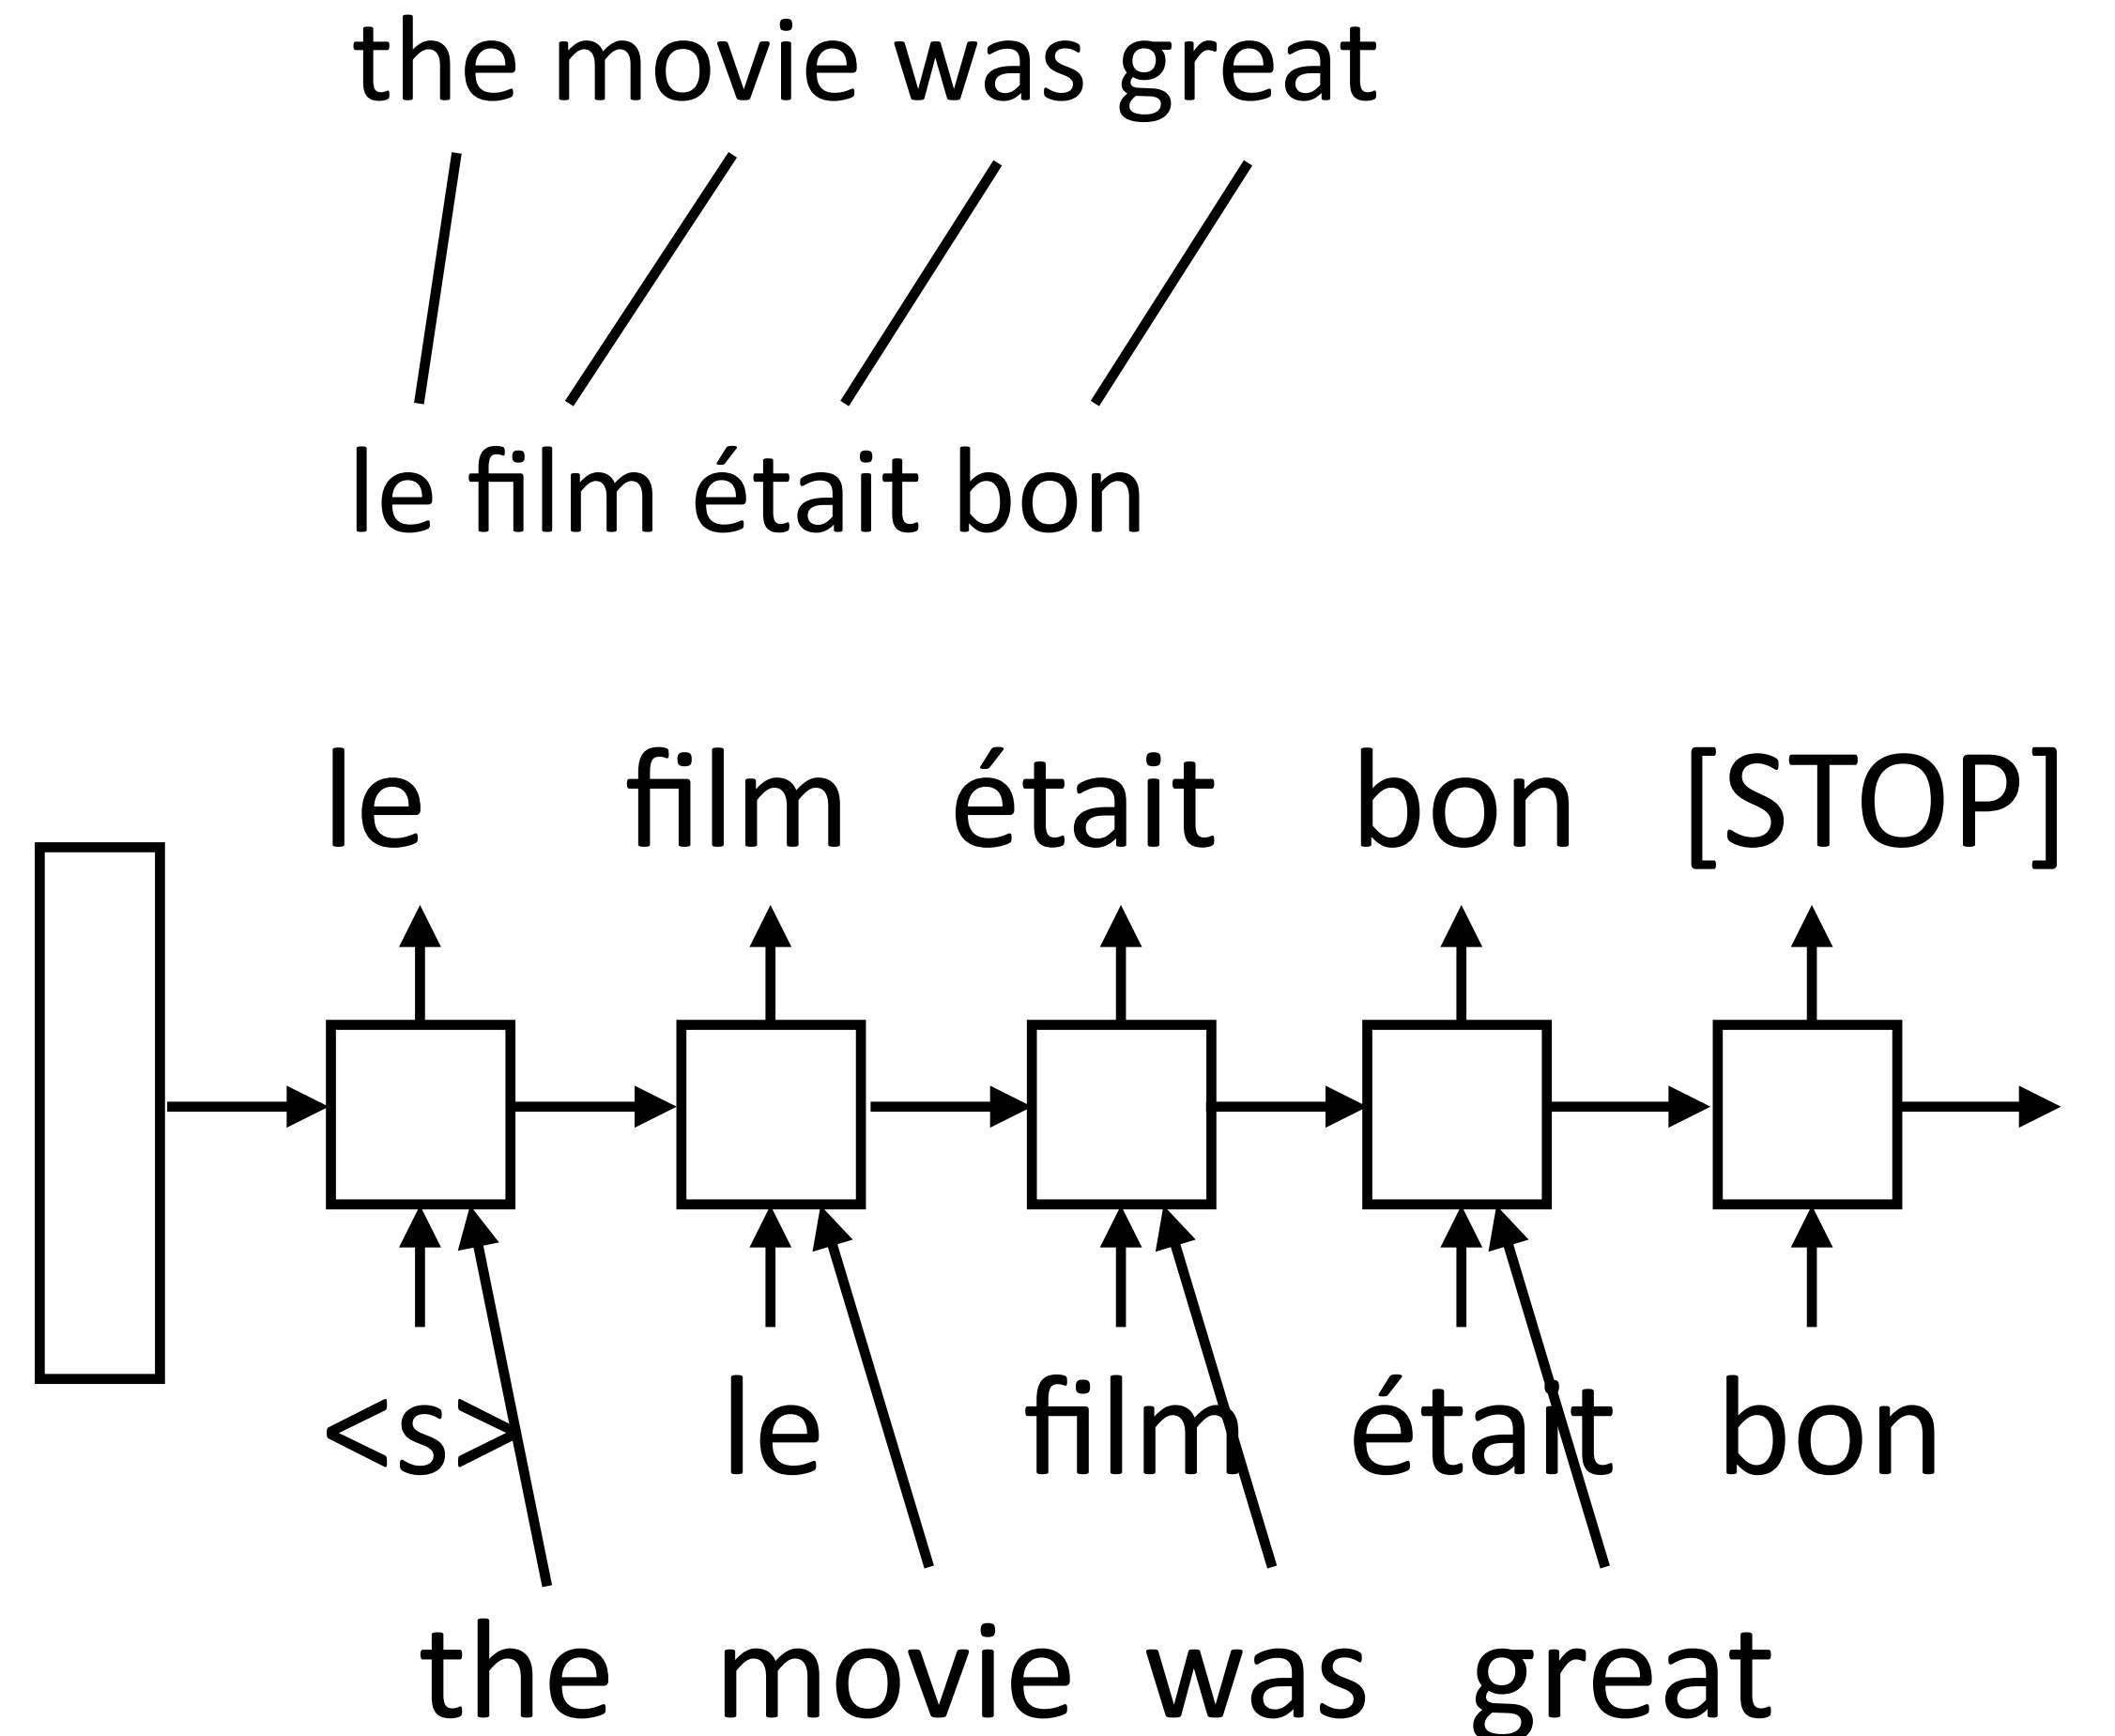 the movie was great
le film était bon
le film était bon [STOP]
<s> le film était bon
the movie was great